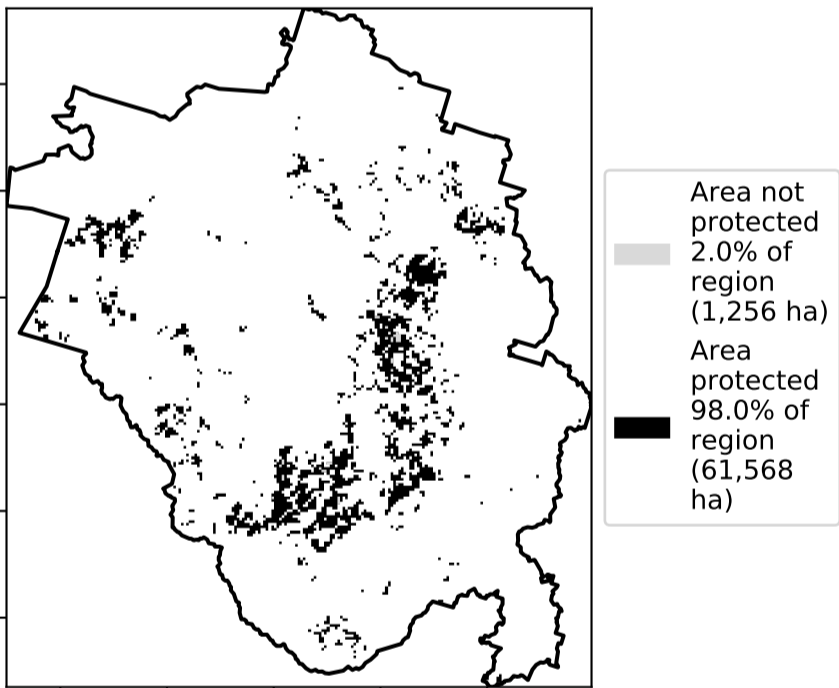 Area not
protected
2.0% of
region
(1,256 ha)
Area
protected
98.0% of
region
(61,568
ha)